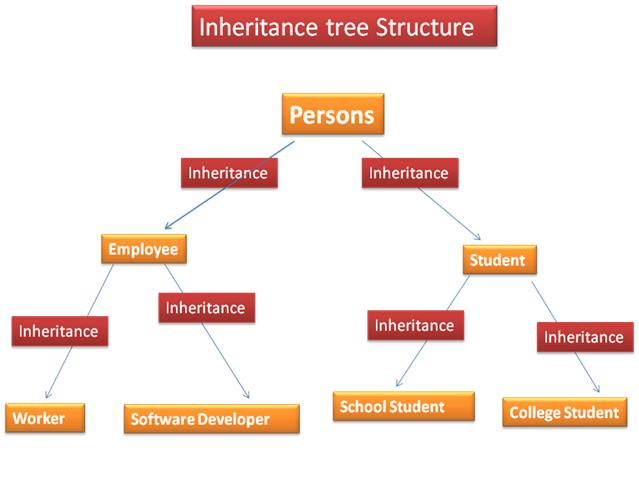 Inheritance tree Structure
Persons
Inheritance
Inheritance
Employee
Student
Inheritance
Inheritance
Inheritance
Inheritance
Worker
Software Developer
School Student
College Student